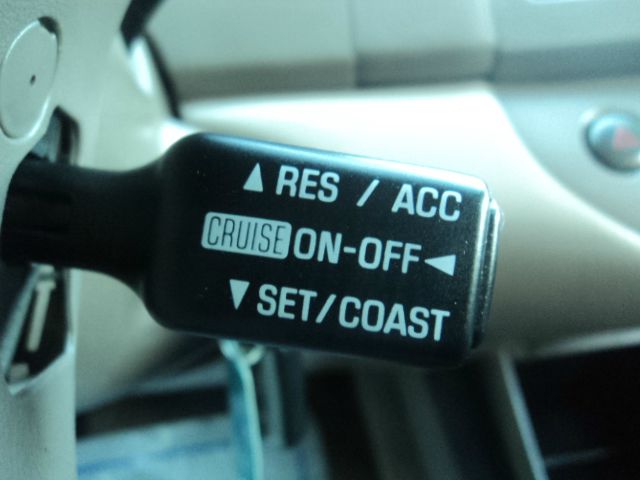 ▲ RES / ACC
CRUISE ON-OFF ◄
▼ SET/COAST